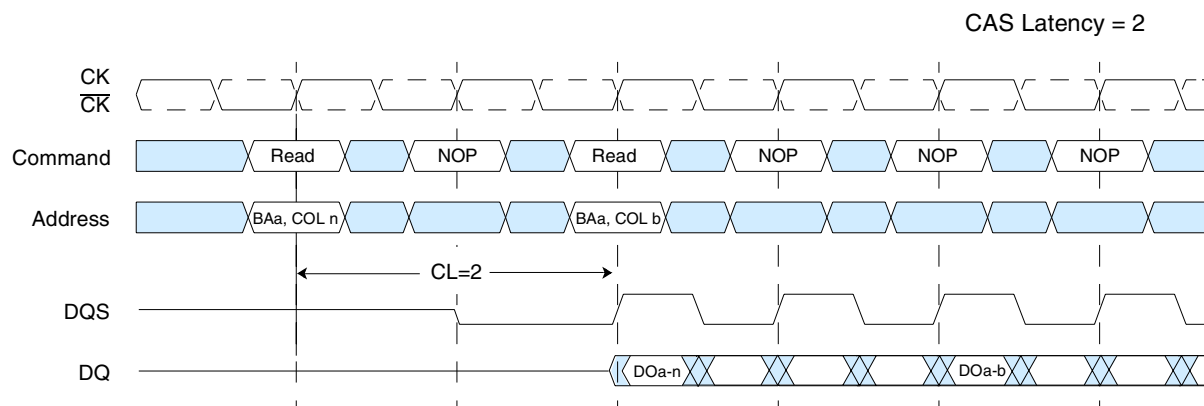 CAS Latency = 2
CK
CK
Command
Read
NOP
Read
NOP
NOP
NOP
Address
BAa, COL n
BAa, COL b
CL=2
DQS
DQ
DOa-n
DOa-b